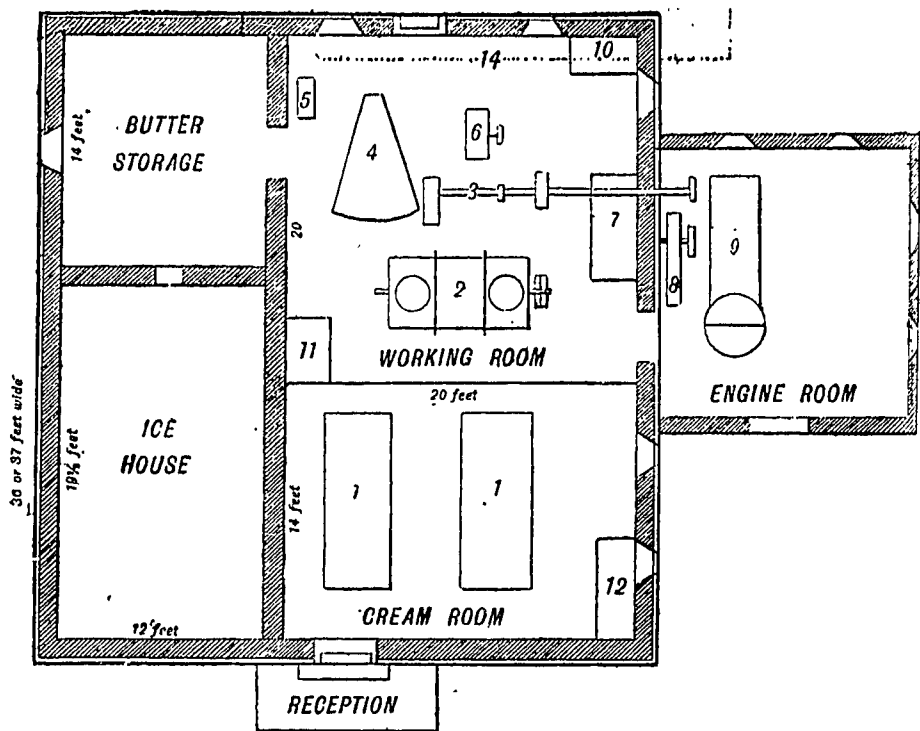 14
10
5
BUTTER
STORAGE
14 feet
4
6
3
7
20
2
8
9
11
WORKING ROOM
ENGINE ROOM
20 feet
ICE
HOUSE
19½ feet
36 or 37 feet wide
1
1
14 feet
12
12 feet
CREAM ROOM
RECEPTION